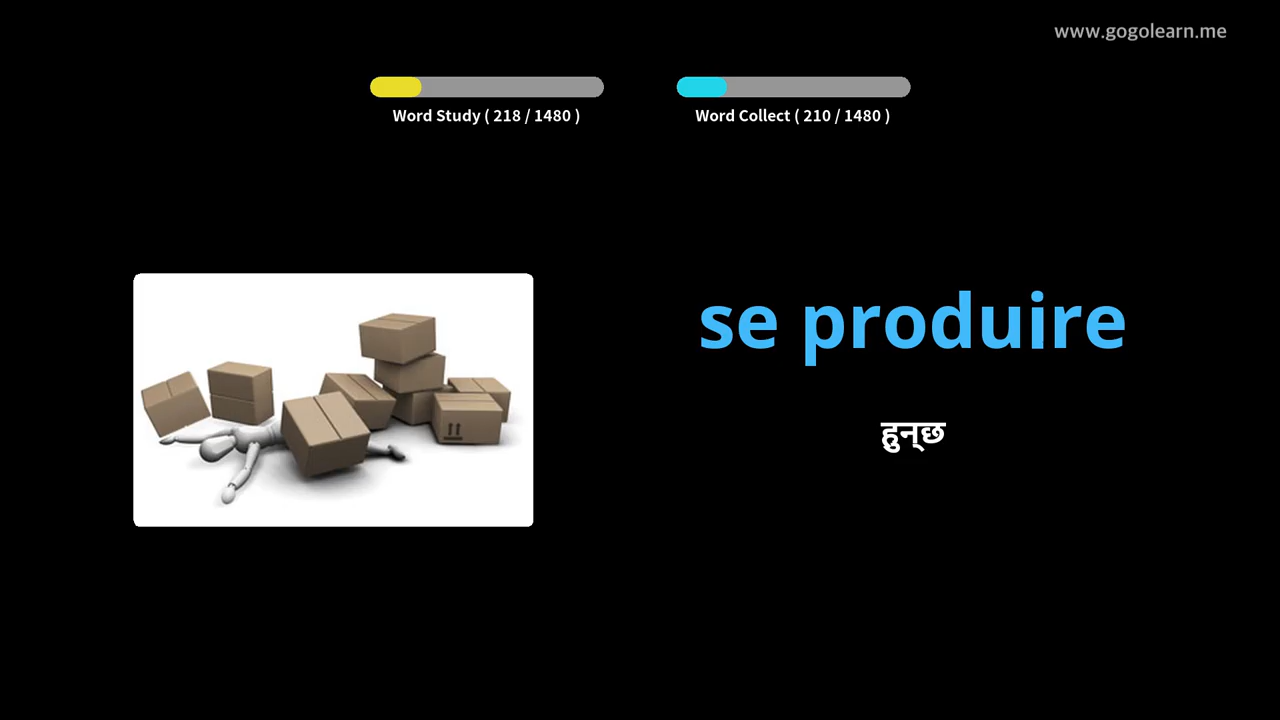 www.gogolearn.me
Word Study ( 218 / 1480 )
Word Collect ( 210 / 1480 )
se produire
हुन्छ